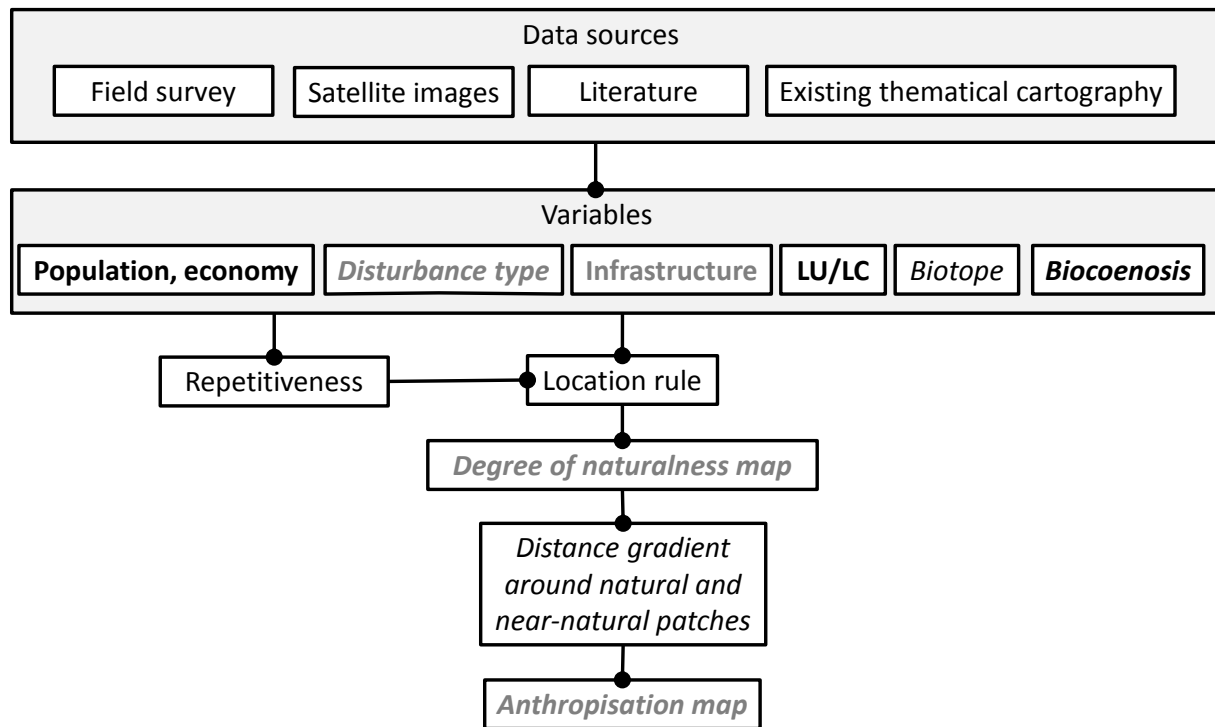 Data sources
Field survey
Satellite images
Literature
Existing thematical cartography
Variables
Population, economy
Disturbance type
Infrastructure
LU/LC
Biotope
Biocoenosis
Repetitiveness
Location rule
Degree of naturalness map
Distance gradient
around natural and
near-natural patches
Anthropisation map